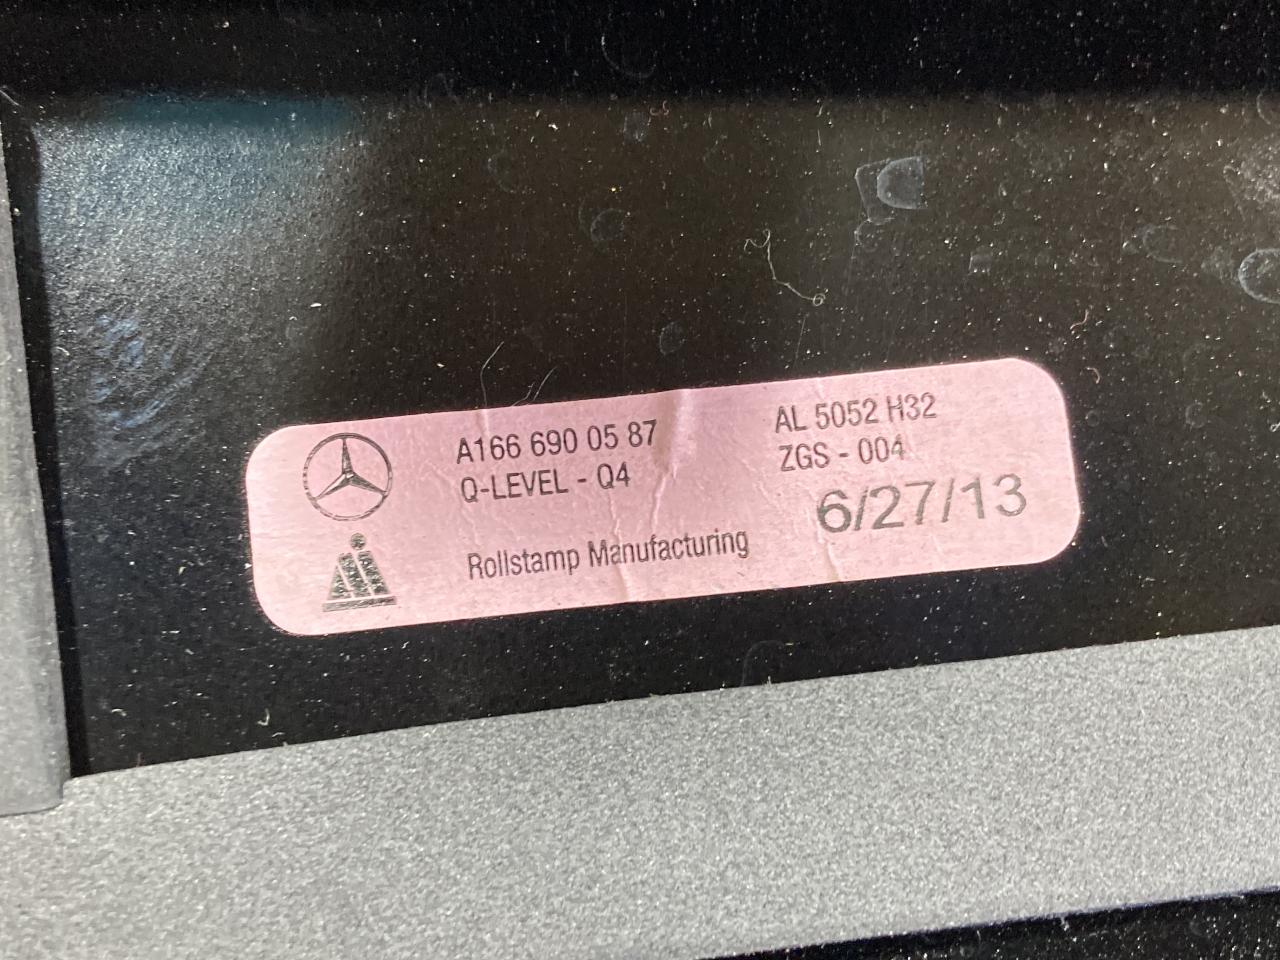 A166 690 05 87
Q-LEVEL - Q4
Rollstamp Manufacturing
AL 5052 H32
ZGS - 004
6/27/13